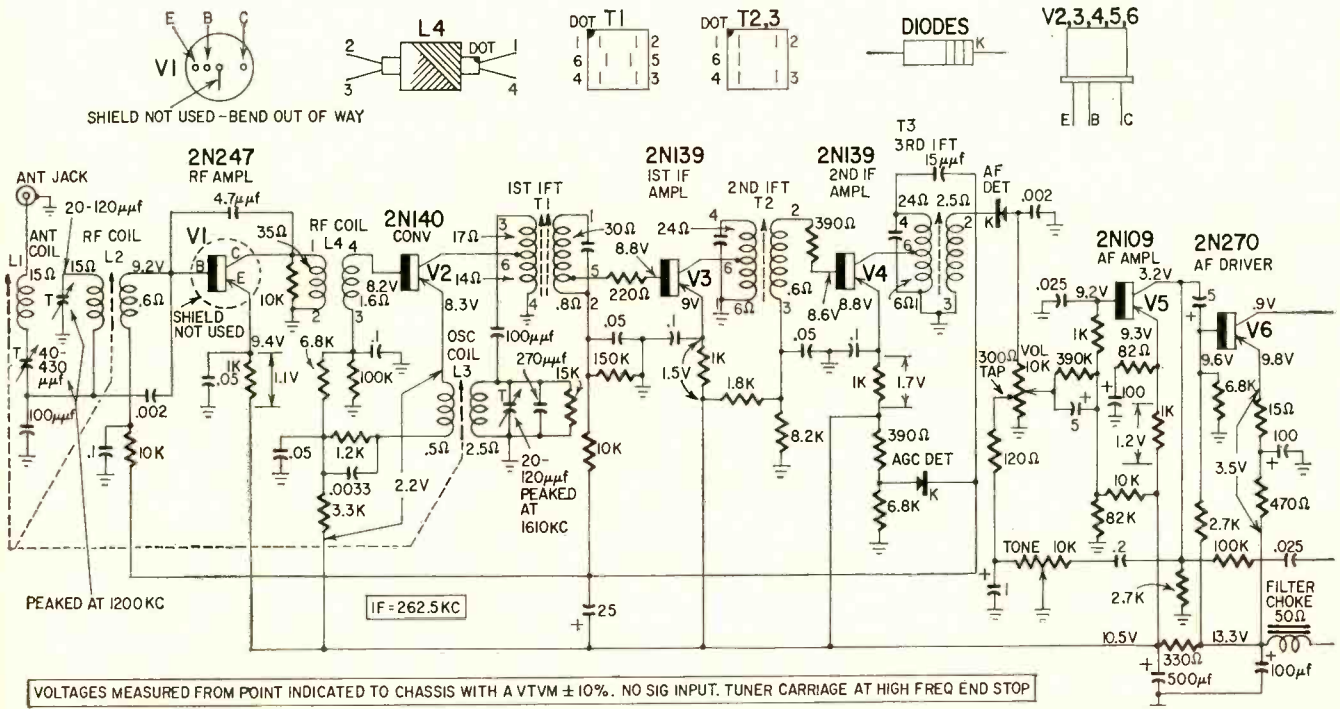 E B C
V1
SHIELD NOT USED - BEND OUT OF WAY
L4
2
3
DOT
1
4
DOT T1
1 2
6 5
4 3
DOT T2,3
1 2
6
4 3
DIODES
K
V2,3,4,5,6
E B C
ANT JACK
20-120μμf
ANT COIL
L1
15Ω
RF COIL
15Ω
L2
.6Ω
T
T
40-430 μμf
100μμf
PEAKED AT 1200KC
.002
.1
10K
2N247
RF AMPL
4.7μμf
V1
9.2V
B
C
E
SHIELD NOT USED
10K
35Ω
RF COIL
L4
1
2
4
3
1.6Ω
9.4V
1K
1.1V
.05
6.8K
100K
.1
2N140
CONV
V2
8.2V
8.3V
.05
1.2K
.0033
3.3K
2.2V
OSC COIL
L3
.5Ω
2.5Ω
1ST IFT
T1
17Ω
14Ω
3
6
4
1
5
2
30Ω
.8Ω
100μμf
270μμf
T
15K
20-120μμf
PEAKED AT 1610KC
2N139
1ST IF AMPL
8.8V
220Ω
V3
9V
.05
.1
150K
1K
1.5V
10K
1.8K
25
+
IF=262.5KC
2ND IFT
T2
24Ω
4
6
1
6Ω
2
3
.6Ω
390Ω
.05
.1
8.2K
2N139
2ND IF AMPL
V4
8.6V
8.8V
1K
1.7V
390Ω
AGC DET
K
6.8K
T3
3RD IFT
15μμf
24Ω
2.5Ω
4
6
1
6Ω
2
3
AF DET
K
.002
300Ω TAP
VOL 10K
120Ω
TONE 10K
.2
1
+
2N109
AF AMPL
3.2V
.025
9.2V
V5
9.3V
1K
82Ω
390K
100
+
5
+
1K
1.2V
10K
82K
2.7K
2N270
AF DRIVER
5
+
.9V
V6
9.6V
9.8V
6.8K
15Ω
100
+
3.5V
470Ω
2.7K
100K
.025
FILTER CHOKE 50Ω
10.5V
330Ω
13.3V
+
500μf
+
100μf
VOLTAGES MEASURED FROM POINT INDICATED TO CHASSIS WITH A VTVM ±10%. NO SIG INPUT. TUNER CARRIAGE AT HIGH FREQ END STOP